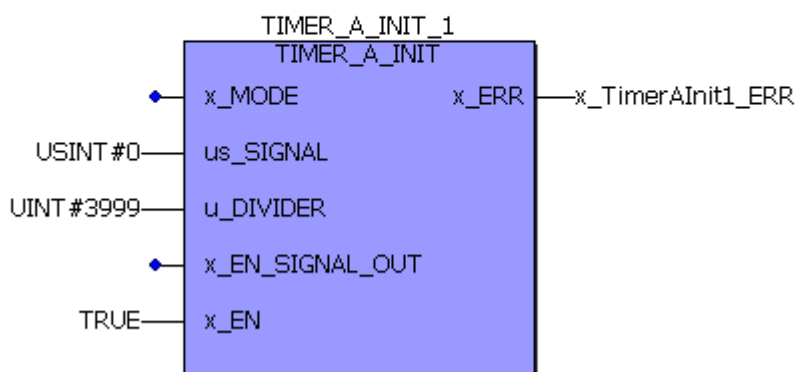 TIMER_A_INIT_1
TIMER_A_INIT
x_MODE x_ERR x_TimerAInit1_ERR
USINT#0 us_SIGNAL
UINT#3999 u_DIVIDER
x_EN_SIGNAL_OUT
TRUE x_EN